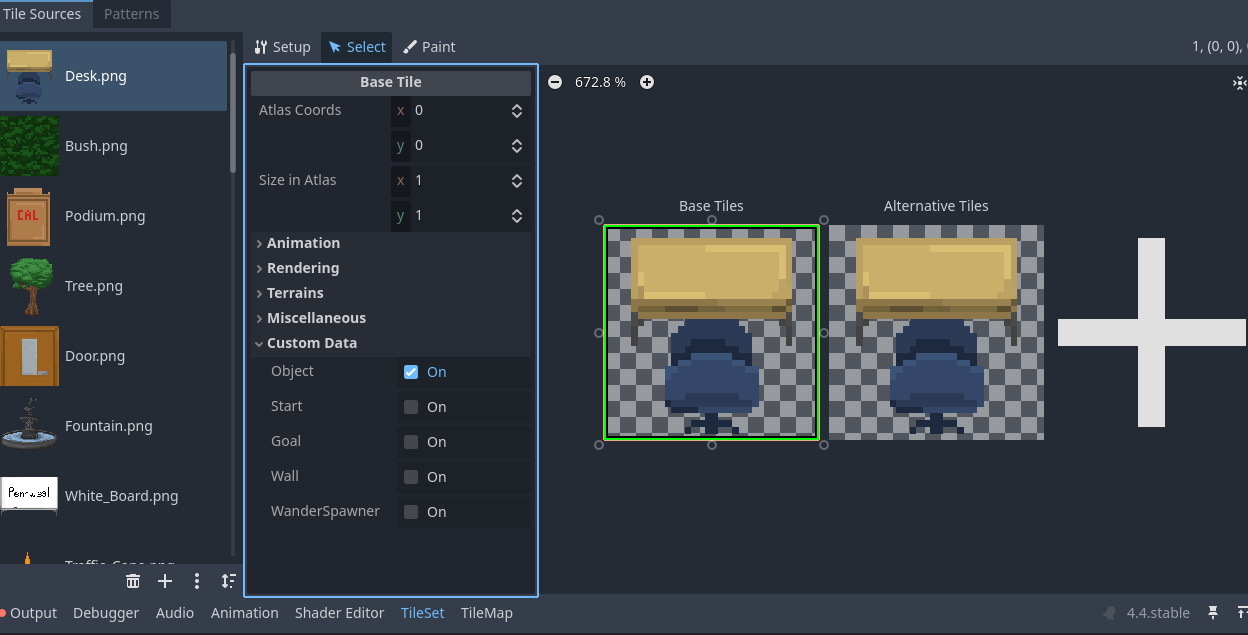 Tile Sources
Patterns
Desk.png
Bush.png
CAL
Podium.png
Tree.png
Door.png
Fountain.png
White_Board.png
Setup
Select
Paint
1, (0, 0),
Base Tile
Atlas Coords
x 0
y 0
Size in Atlas
x 1
y 1
Animation
Rendering
Terrains
Miscellaneous
Custom Data
Object On
Start On
Goal On
Wall On
WanderSpawner On
672.8 %
Base Tiles
Alternative Tiles
Output
Debugger
Audio
Animation
Shader Editor
TileSet
TileMap
4.4.stable